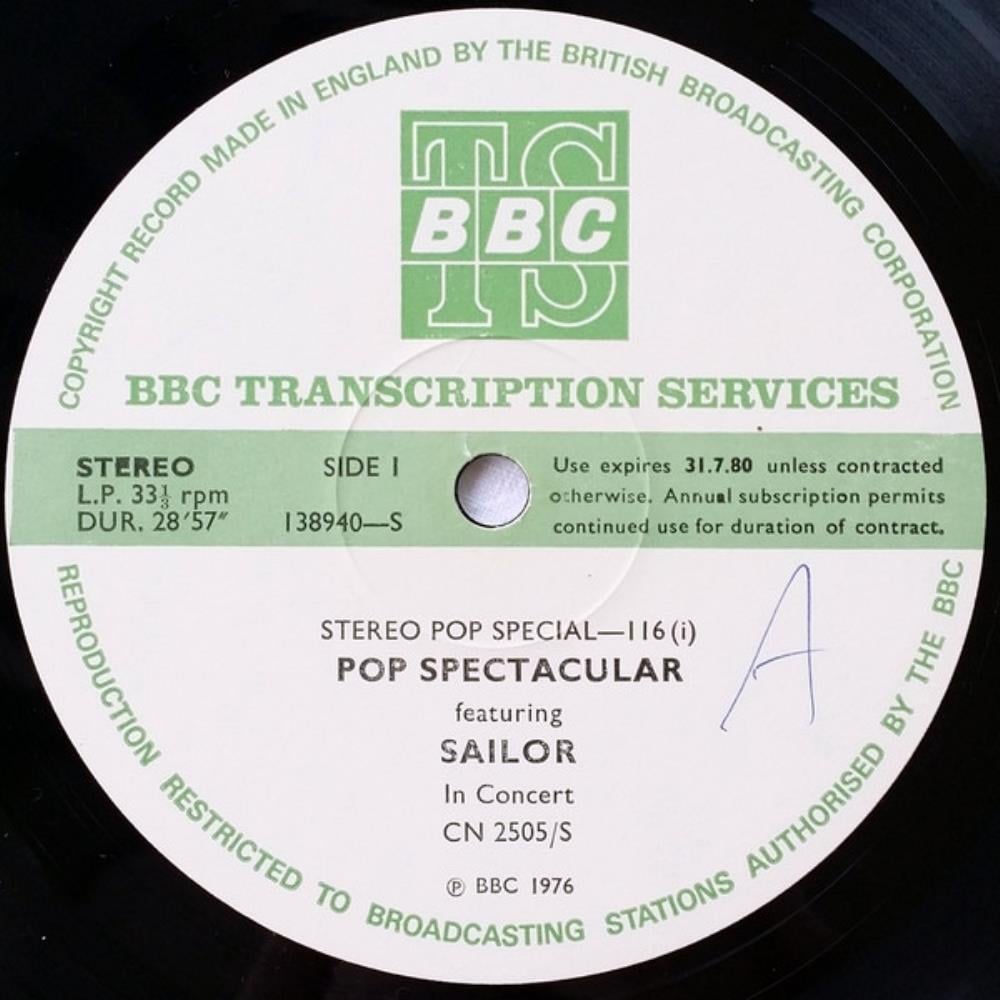 COPYRIGHT RECORD MADE IN ENGLAND BY THE BRITISH BROADCASTING CORPORATION
TS
BBC
BBC TRANSCRIPTION SERVICES
STEREO
L.P. 33⅓ rpm
DUR. 28′57″
SIDE 1
138940—S
Use expires 31.7.80 unless contracted
otherwise. Annual subscription permits
continued use for duration of contract.
STEREO POP SPECIAL—116 (i)
POP SPECTACULAR
featuring
SAILOR
In Concert
CN 2505/S
℗ BBC 1976
A
REPRODUCTION RESTRICTED TO BROADCASTING STATIONS AUTHORISED BY THE BBC